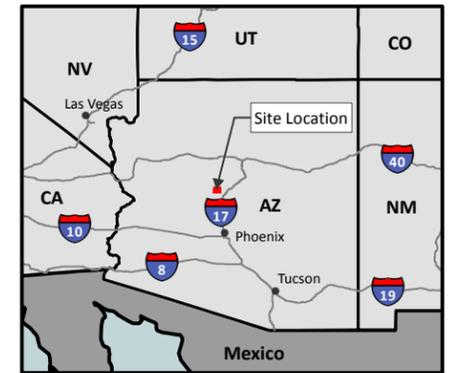 15
UT
CO
NV
Las Vegas
Site Location
40
CA
17
AZ
NM
10
Phoenix
8
Tucson
19
Mexico